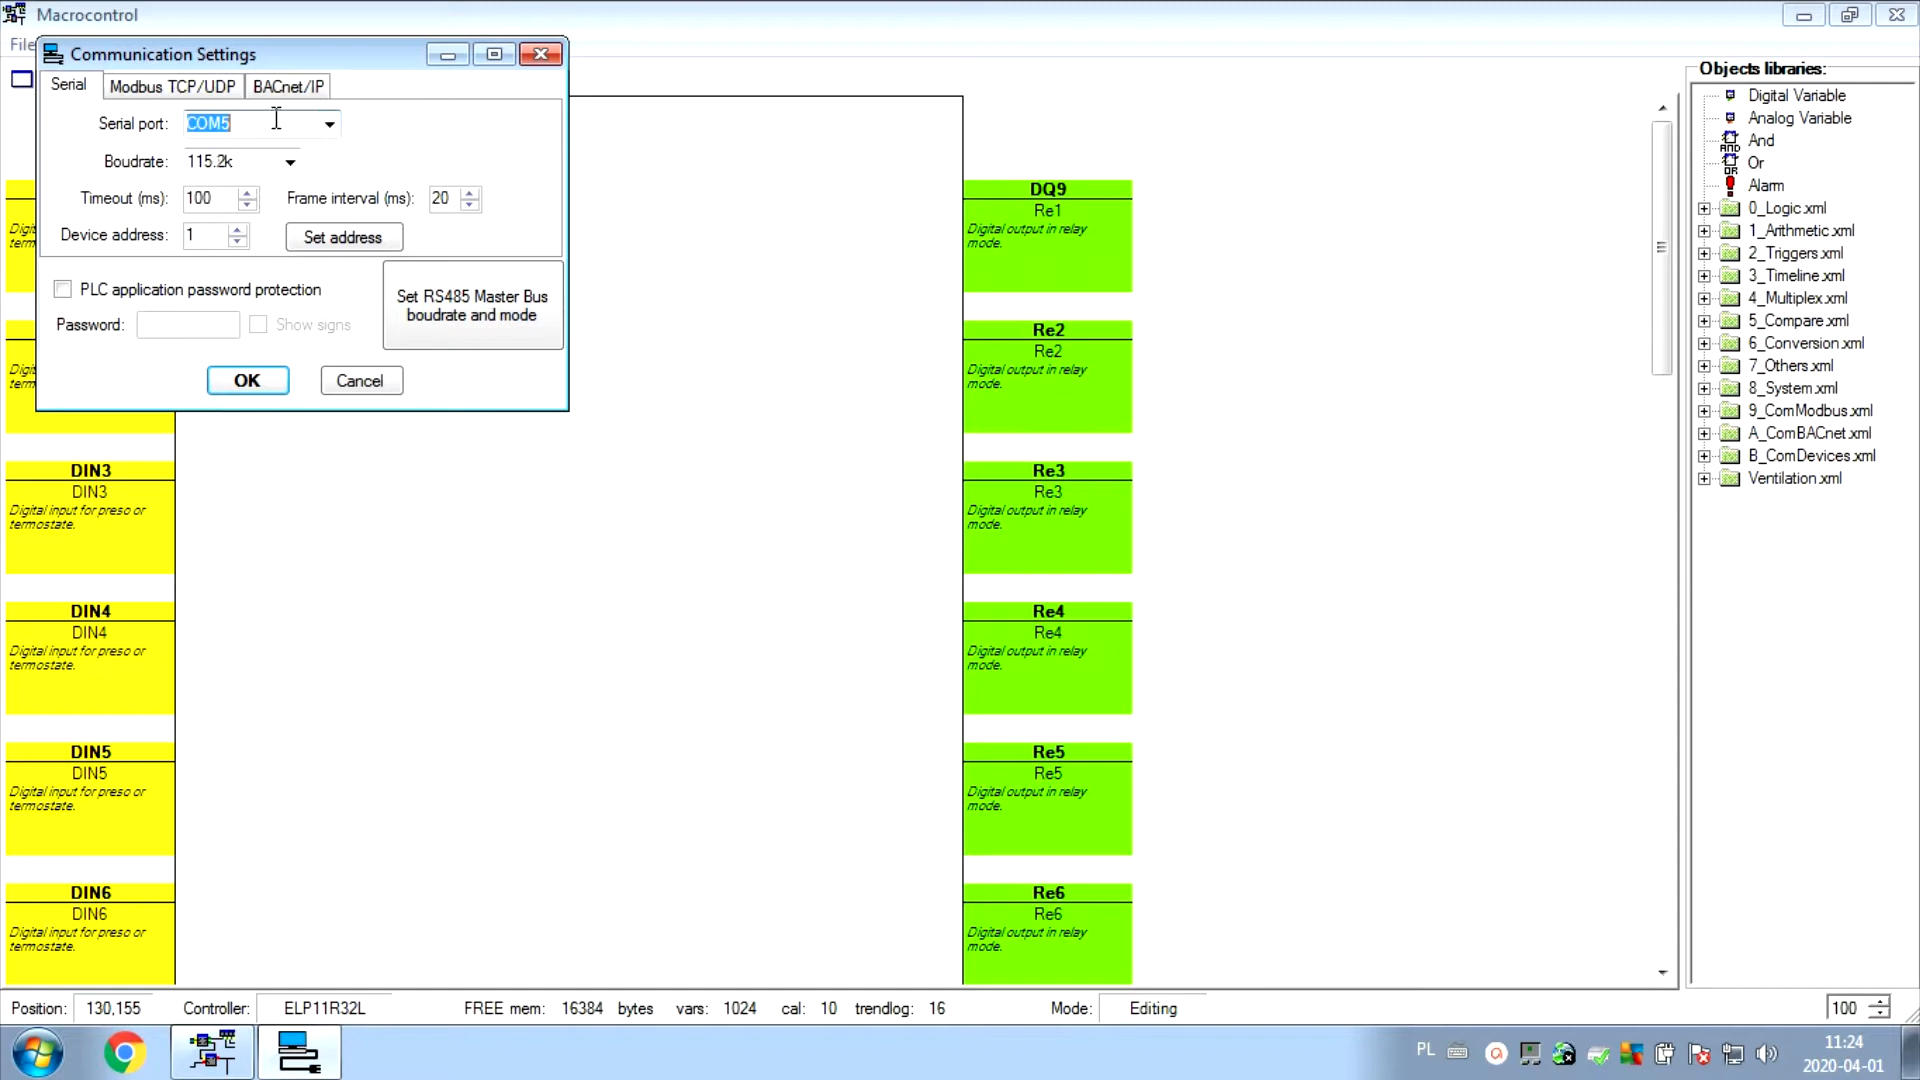 Macrocontrol
File
Communication Settings
Serial
Modbus TCP/UDP
BACnet/IP
Serial port: COM5
Boudrate: 115.2k
Timeout (ms): 100
Frame interval (ms): 20
Device address: 1
Set address
PLC application password protection
Password:
Show signs
Set RS485 Master Bus
boudrate and mode
OK
Cancel
DIN3
DIN3
Digital input for preso or
termostate.
DIN4
DIN4
Digital input for preso or
termostate.
DIN5
DIN5
Digital input for preso or
termostate.
DIN6
DIN6
Digital input for preso or
termostate.
DQ9
Re1
Digital output in relay
mode.
Re2
Re2
Digital output in relay
mode.
Re3
Re3
Digital output in relay
mode.
Re4
Re4
Digital output in relay
mode.
Re5
Re5
Digital output in relay
mode.
Re6
Re6
Digital output in relay
mode.
Objects libraries:
Digital Variable
Analog Variable
And
Or
Alarm
0_Logic.xml
1_Arithmetic.xml
2_Triggers.xml
3_Timeline.xml
4_Multiplex.xml
5_Compare.xml
6_Conversion.xml
7_Others.xml
8_System.xml
9_ComModbus.xml
A_ComBACnet.xml
B_ComDevices.xml
Ventilation.xml
Position: 130,155 Controller: ELP11R32L FREE mem: 16384 bytes vars: 1024 cal: 10 trendlog: 16 Mode: Editing 100
PL
11:24
2020-04-01